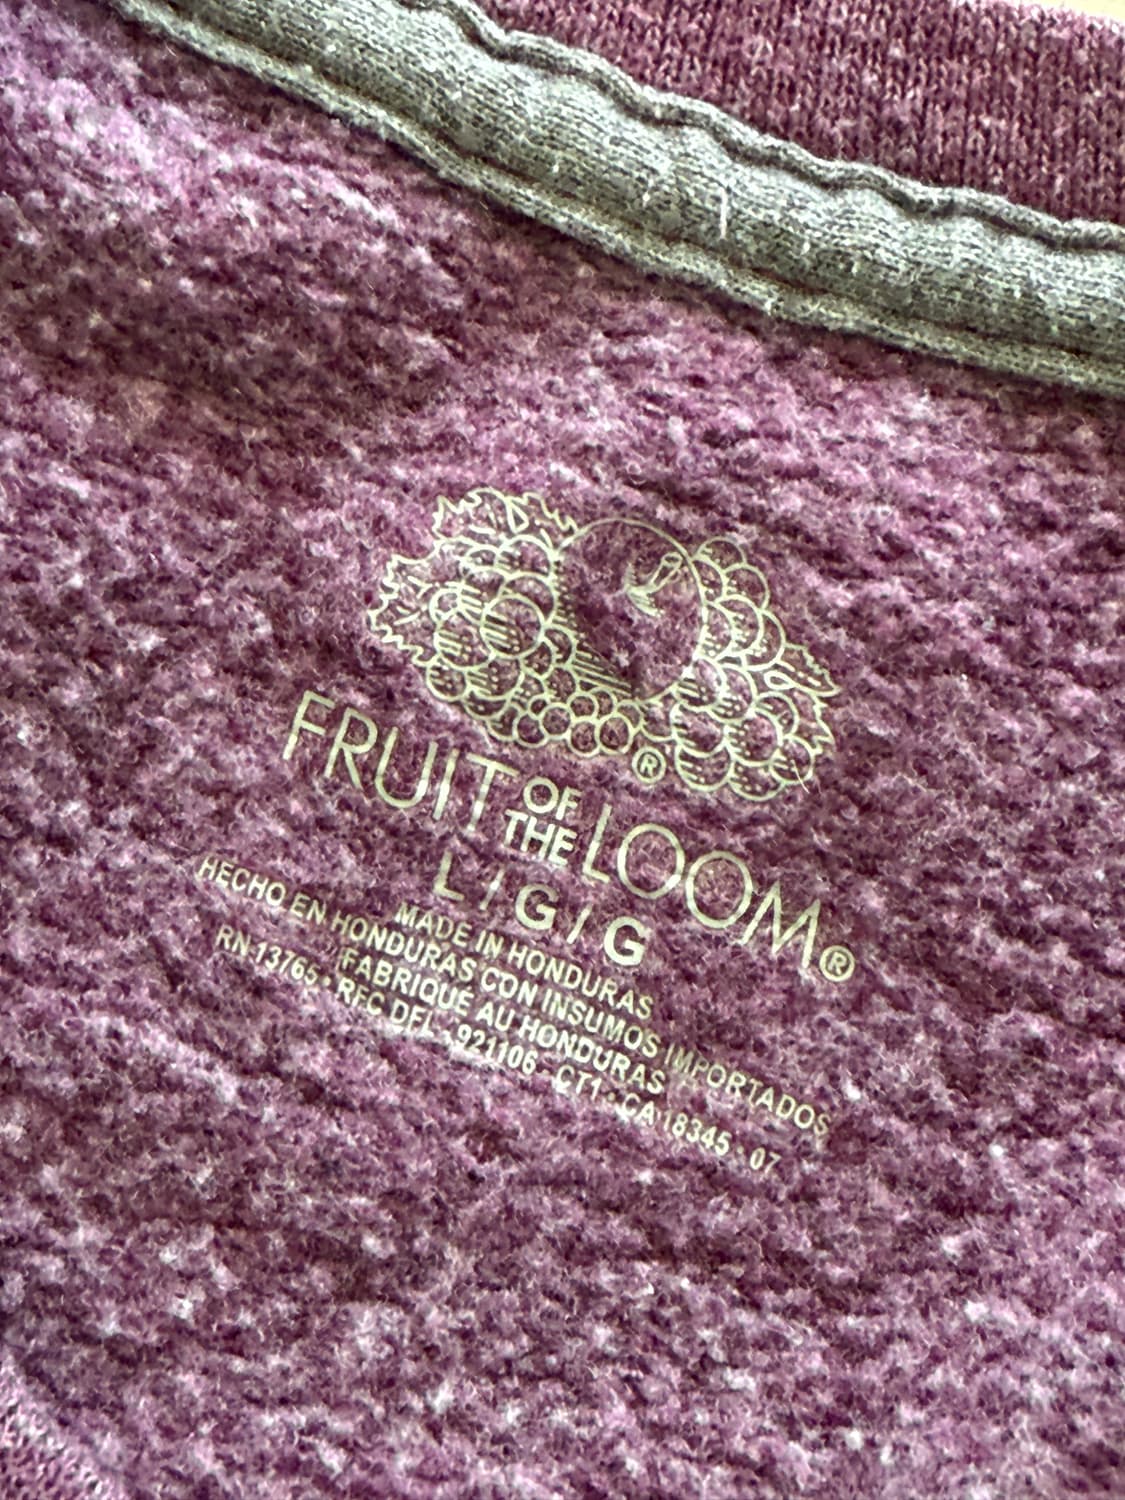 ®
FRUIT OF THE LOOM®
L / G / G
MADE IN HONDURAS
HECHO EN HONDURAS CON INSUMOS IMPORTADOS
FABRIQUÉ AU HONDURAS
RN 13765 • RFC DFL - 921106 - CT1 • CA 18345 • 07